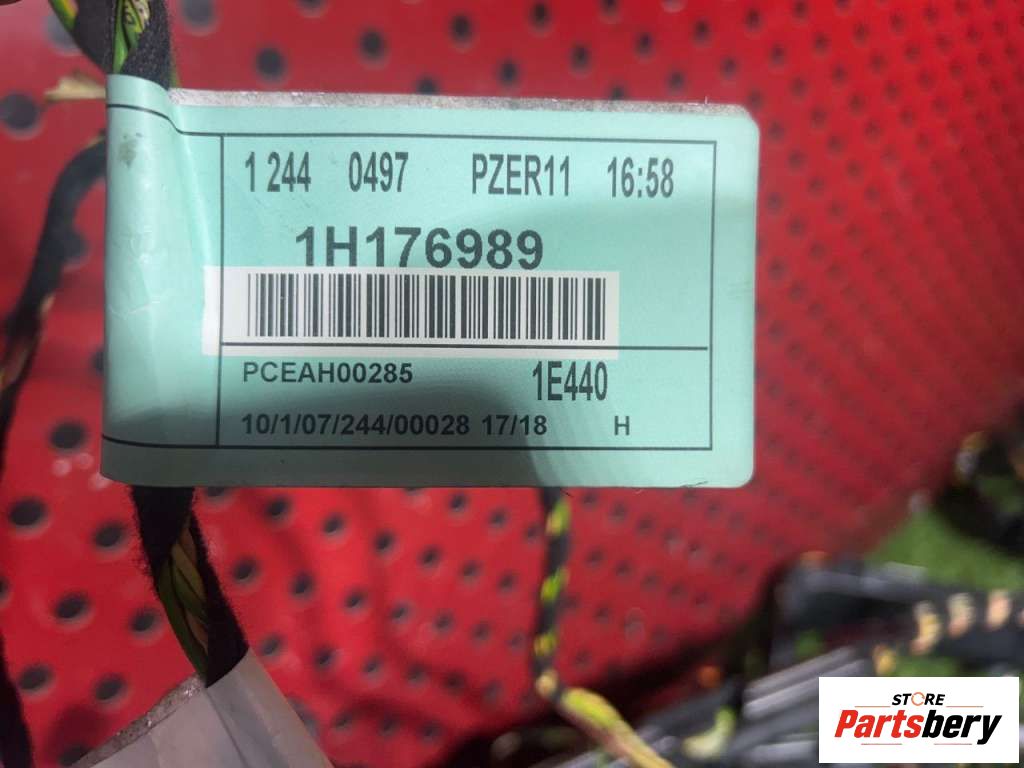 1 244 0497 PZER11 16:58
1H176989
PCEAH00285 1E440
10/1/07/244/00028 17/18 H
STORE
Partsbery